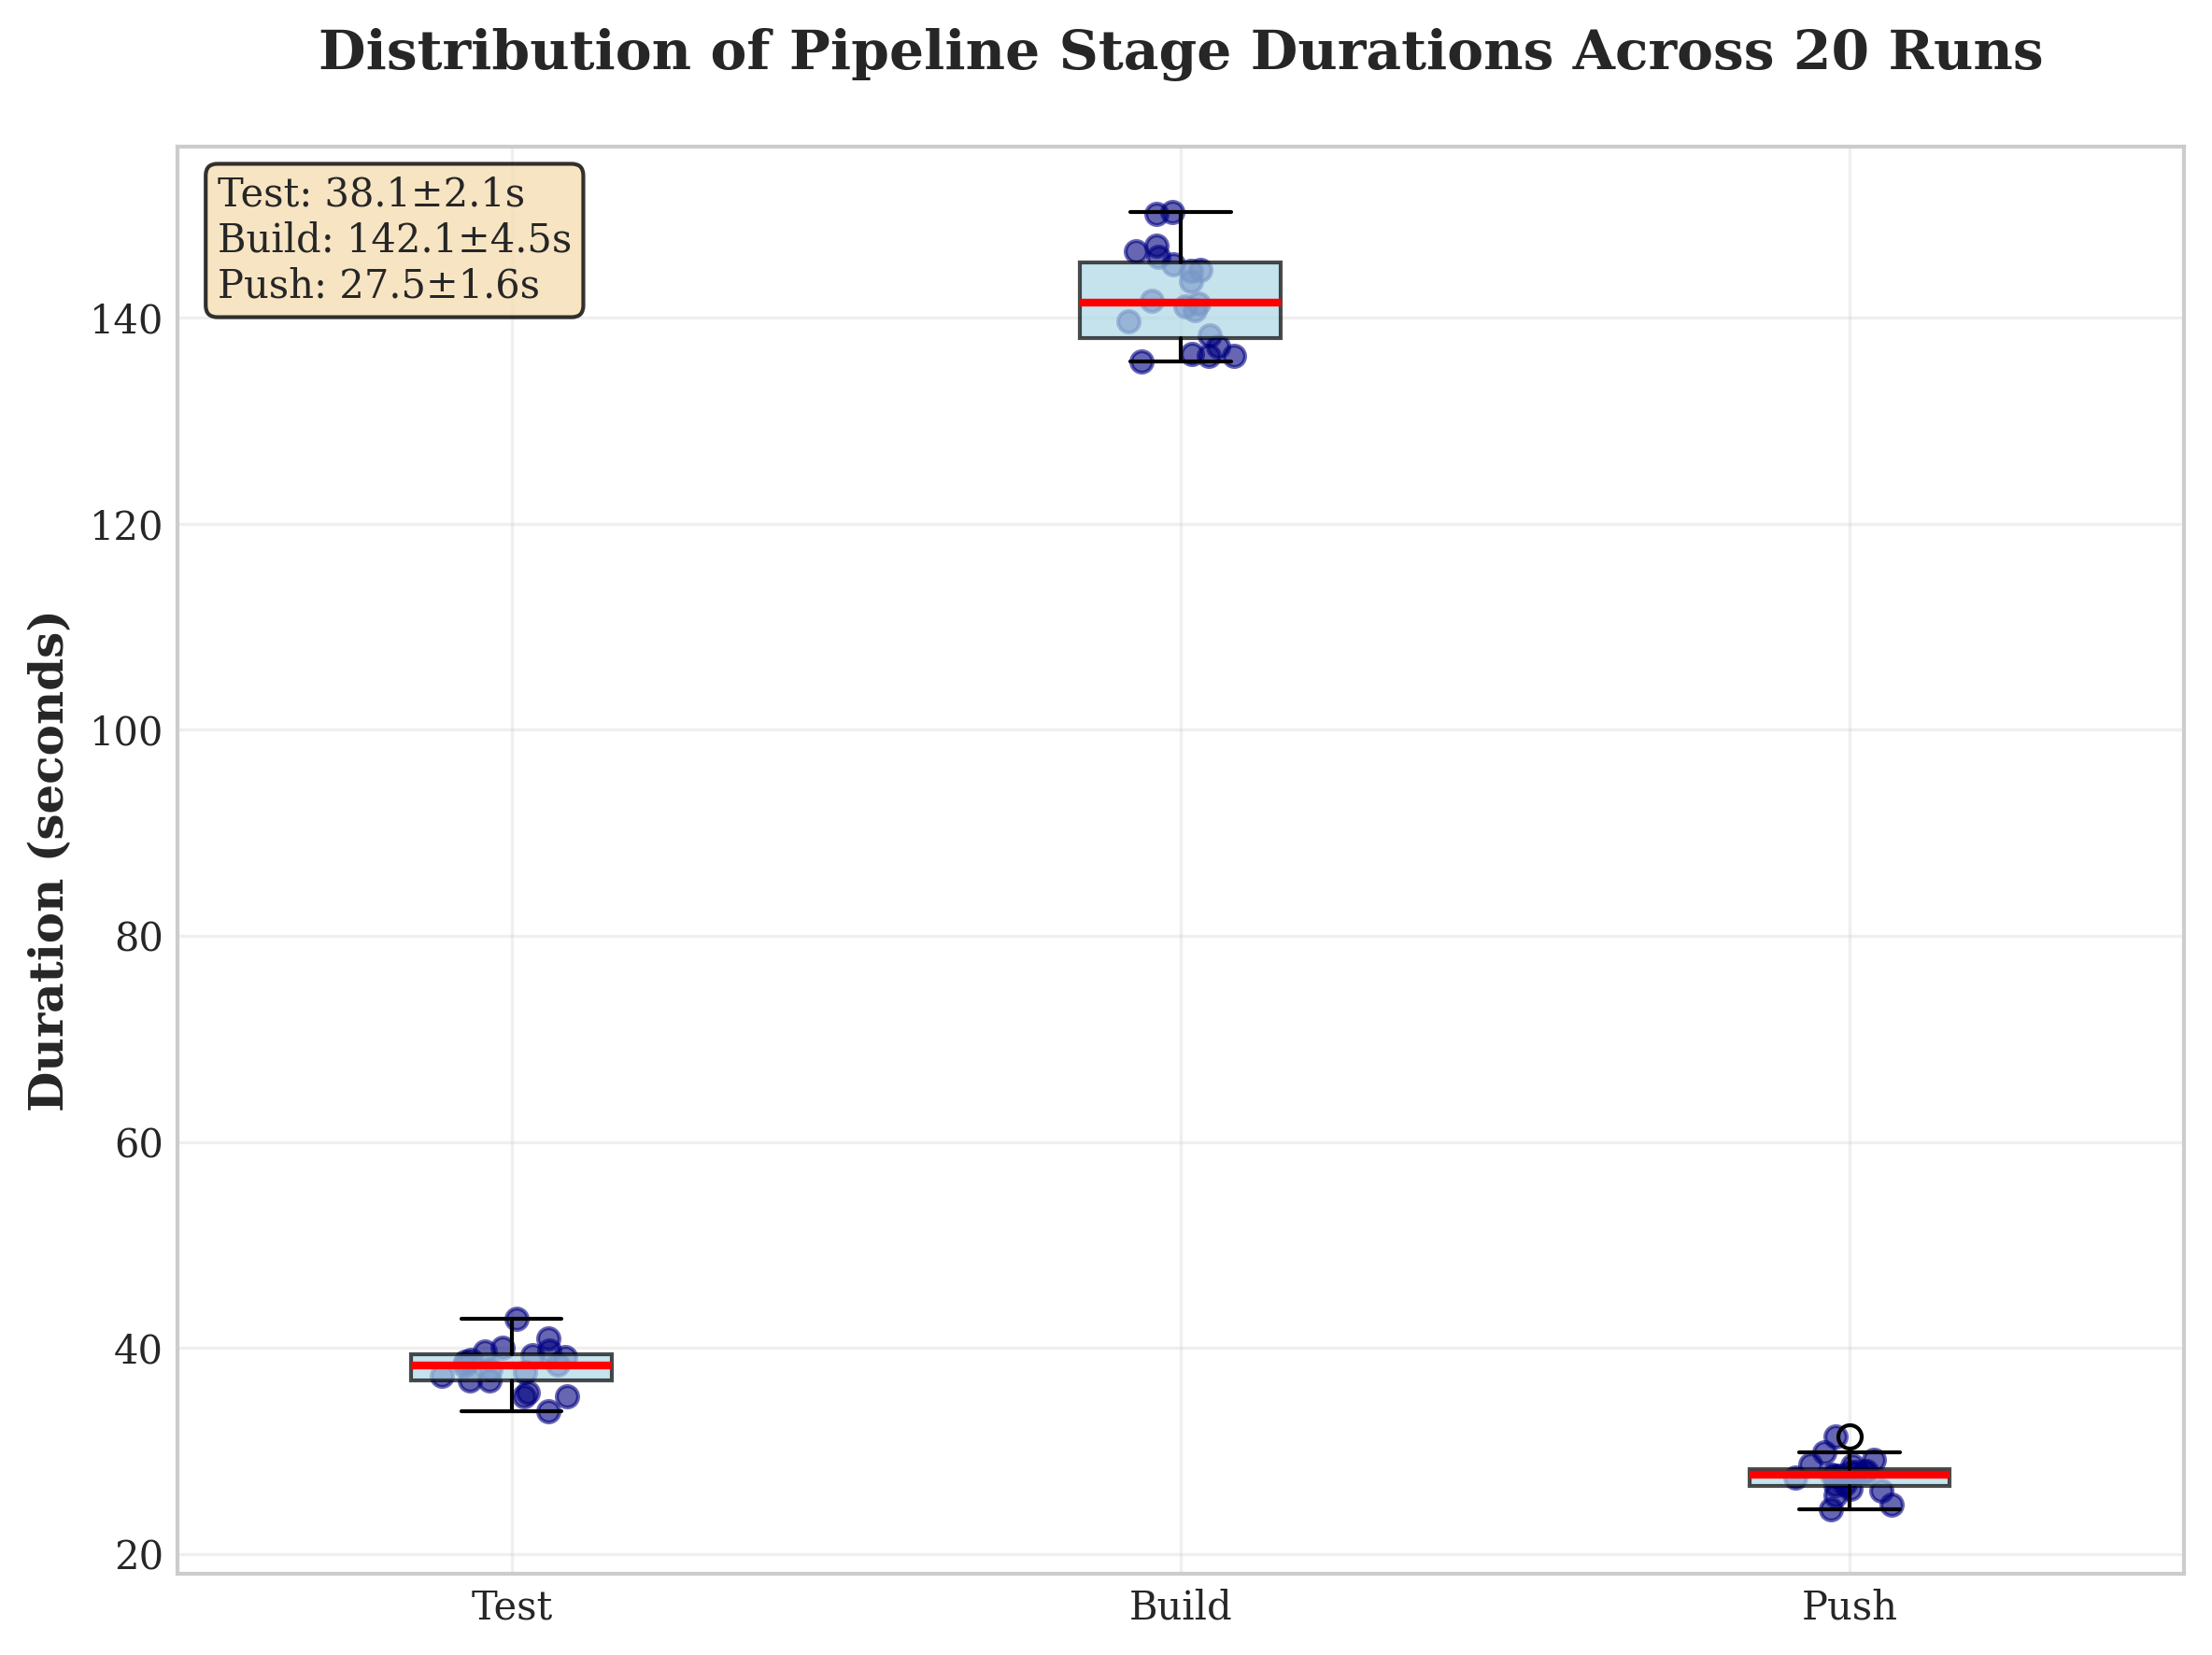 Distribution of Pipeline Stage Durations Across 20 Runs
Test: 38.1±2.1s
Build: 142.1±4.5s
Push: 27.5±1.6s
Duration (seconds)
140
120
100
80
60
40
20
Test
Build
Push